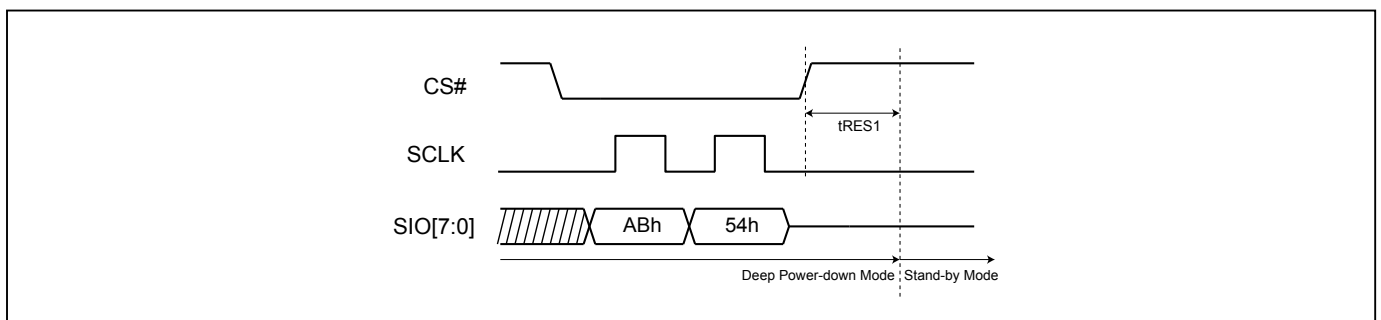 CS#
tRES1
SCLK
SIO[7:0] ABh 54h
Deep Power-down Mode Stand-by Mode